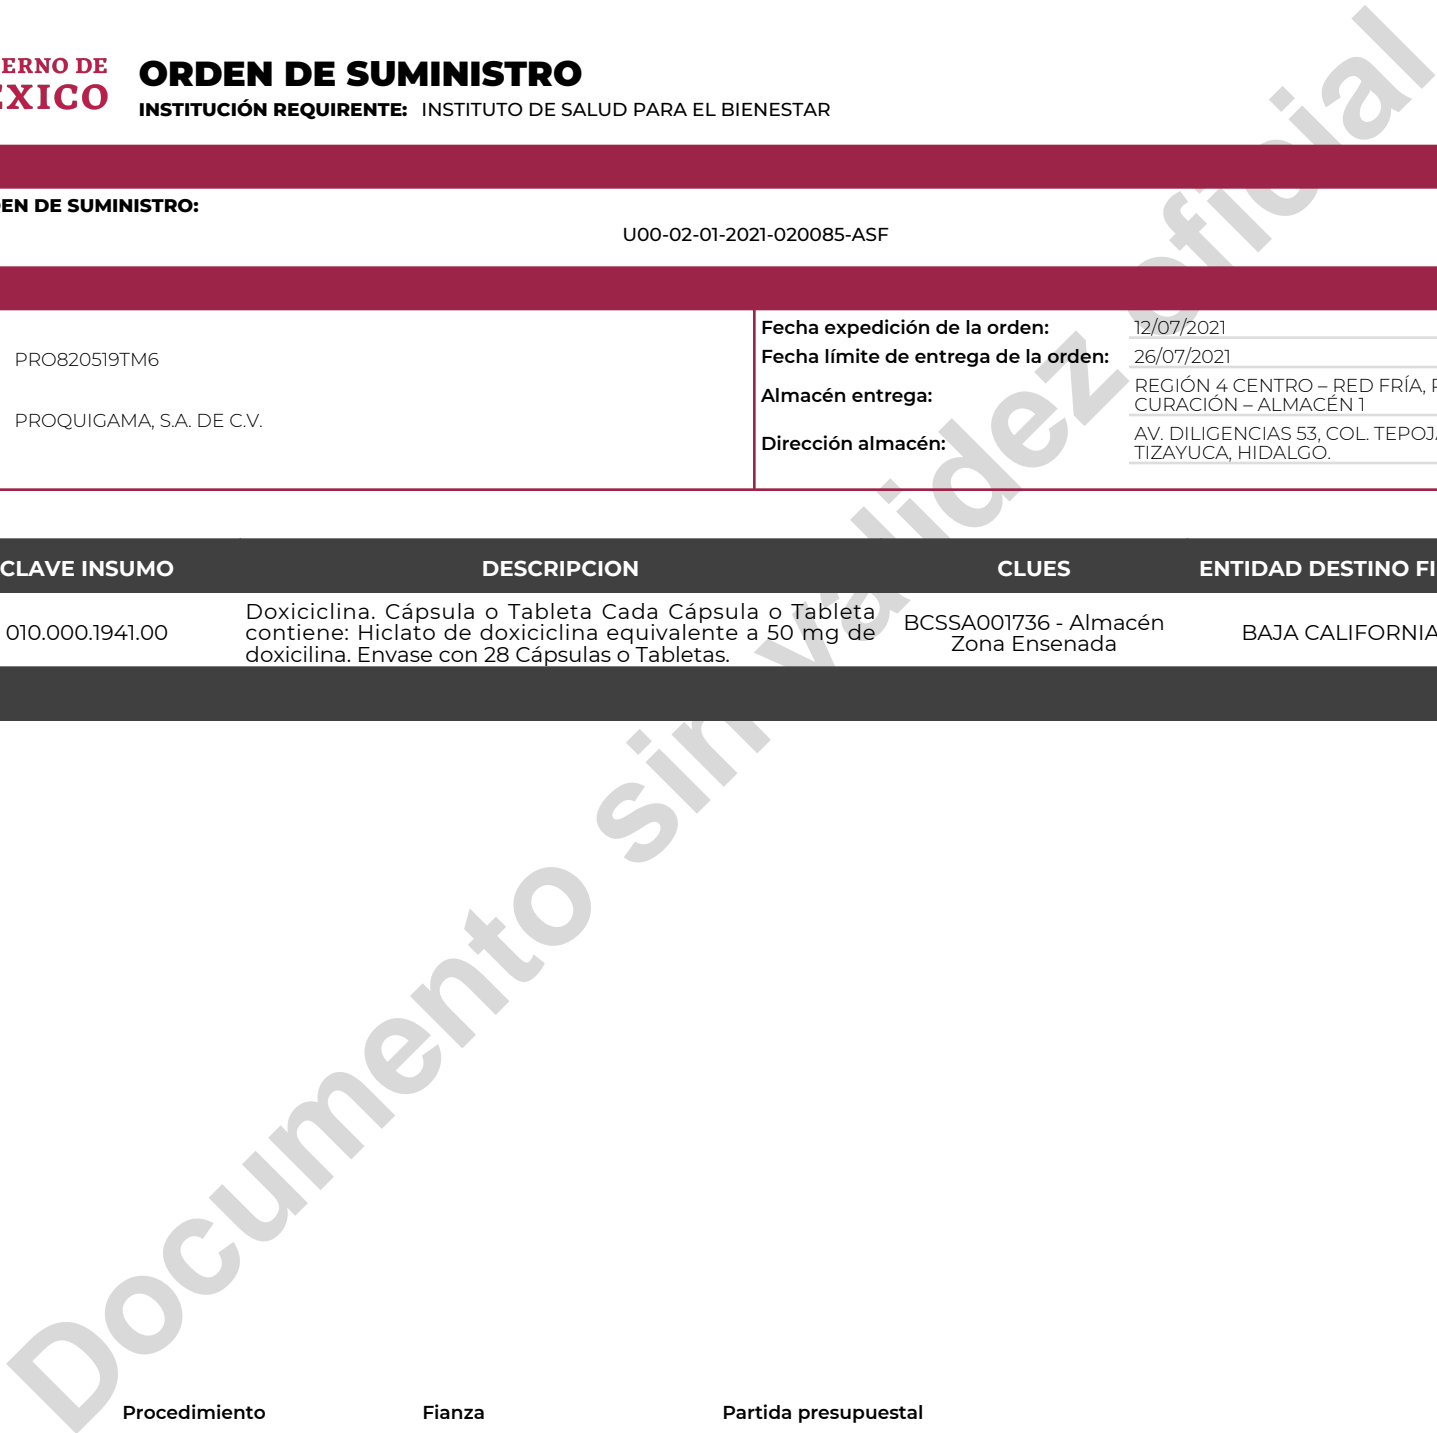 ERNO DE
ÉXICO
ORDEN DE SUMINISTRO
INSTITUCIÓN REQUIRENTE: INSTITUTO DE SALUD PARA EL BIENESTAR
EN DE SUMINISTRO:
U00-02-01-2021-020085-ASF
PRO820519TM6
PROQUIGAMA, S.A. DE C.V.
Fecha expedición de la orden: 12/07/2021
Fecha límite de entrega de la orden: 26/07/2021
Almacén entrega: REGIÓN 4 CENTRO – RED FRÍA,
CURACIÓN – ALMACÉN 1
Dirección almacén: AV. DILIGENCIAS 53, COL. TEPOJA
TIZAYUCA, HIDALGO.
CLAVE INSUMO DESCRIPCION CLUES ENTIDAD DESTINO FI
010.000.1941.00
Doxiciclina. Cápsula o Tableta Cada Cápsula o Tableta
contiene: Hiclato de doxiciclina equivalente a 50 mg de
doxicilina. Envase con 28 Cápsulas o Tabletas.
BCSSA001736 - Almacén
Zona Ensenada
BAJA CALIFORNIA
Documento sin validez oficial
Procedimiento Fianza Partida presupuestal